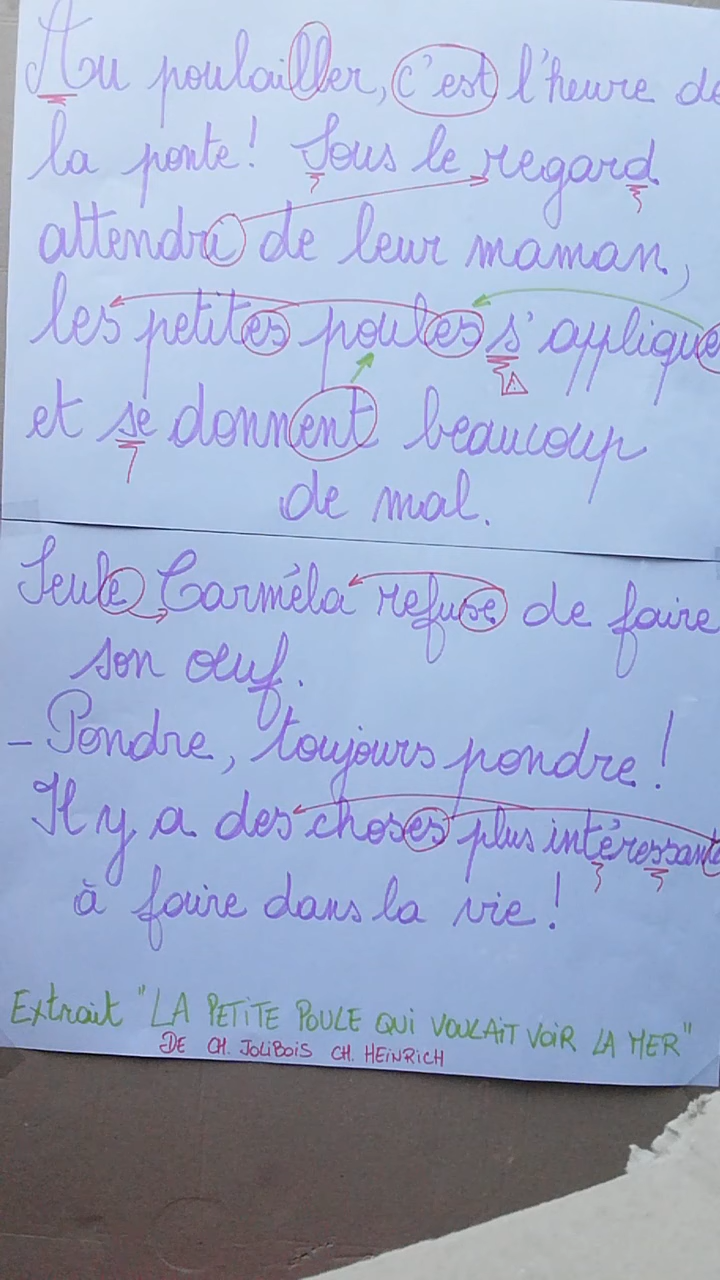 Au poulailler, c'est l'heure de
la ponte! Sous le regard
attendri de leur maman,
les petites poules s'applique
et se donnent beaucoup
de mal.
Seule Carméla refuse de faire
son œuf.
- Pondre, toujours pondre!
Il y a des choses plus intéressant
à faire dans la vie!
Extrait "LA PETITE POULE QUI VOULAIT VOIR LA MER"
DE CH. JOLIBOIS CH. HEINRICH